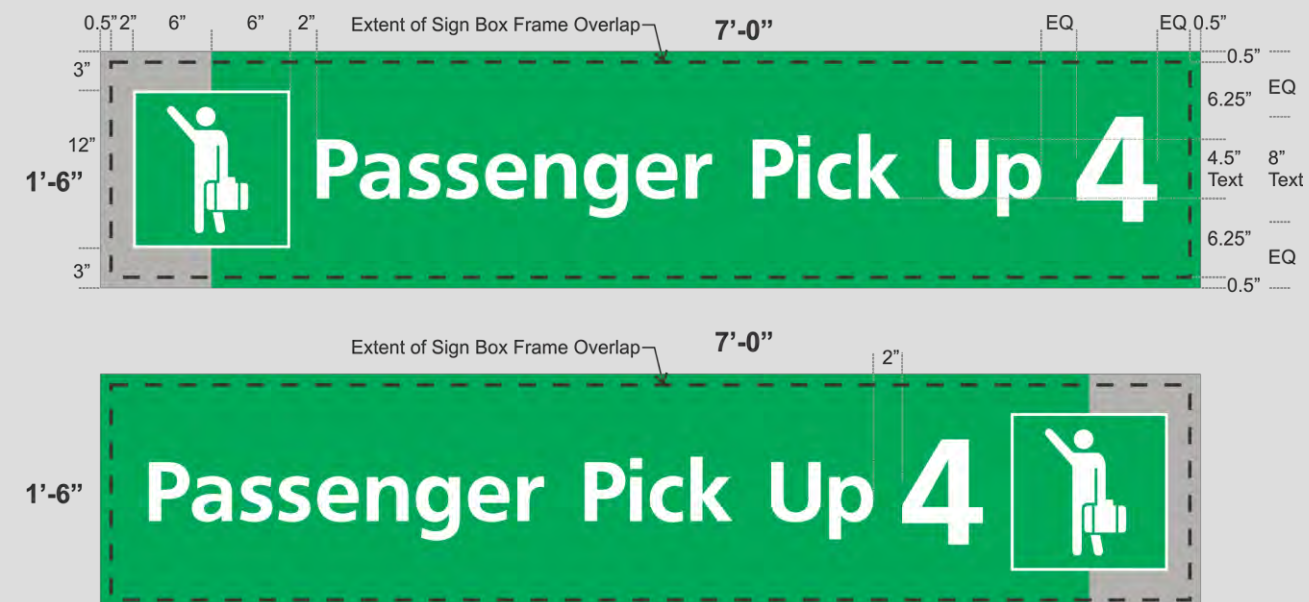 0.5” 2” 6” 6” 2” Extent of Sign Box Frame Overlap 7’-0” EQ EQ 0.5”
3” 0.5”
6.25” EQ
12”
1’-6” Passenger Pick Up 4 4.5” Text 8” Text
6.25” EQ
3” 0.5”
Extent of Sign Box Frame Overlap 7’-0” 2”
1’-6” Passenger Pick Up 4